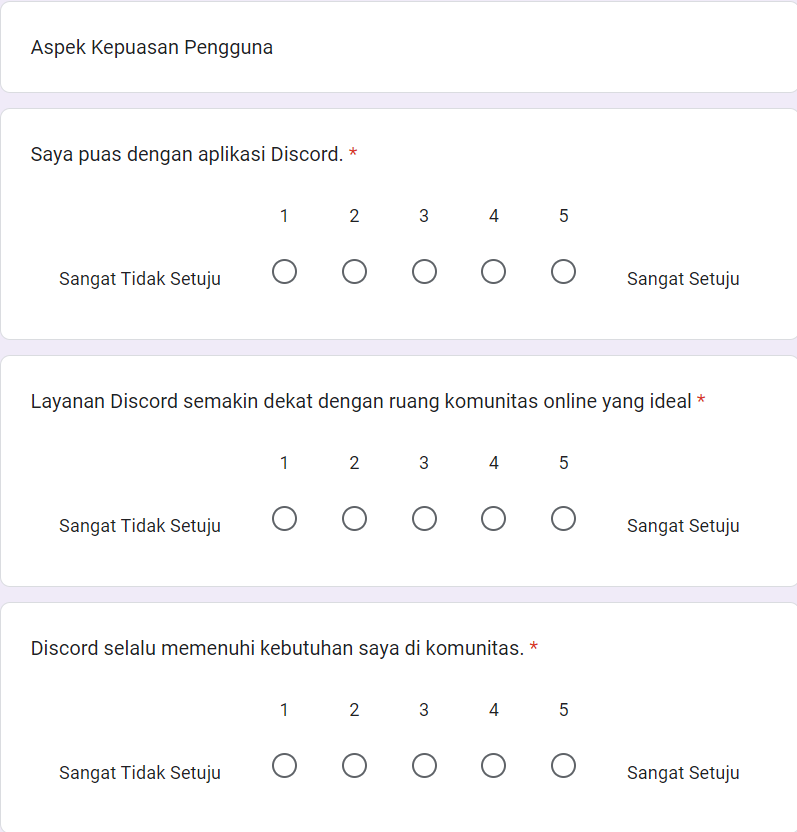 Aspek Kepuasan Pengguna
Saya puas dengan aplikasi Discord. *
1 2 3 4 5
Sangat Tidak Setuju Sangat Setuju
Layanan Discord semakin dekat dengan ruang komunitas online yang ideal *
1 2 3 4 5
Sangat Tidak Setuju Sangat Setuju
Discord selalu memenuhi kebutuhan saya di komunitas. *
1 2 3 4 5
Sangat Tidak Setuju Sangat Setuju